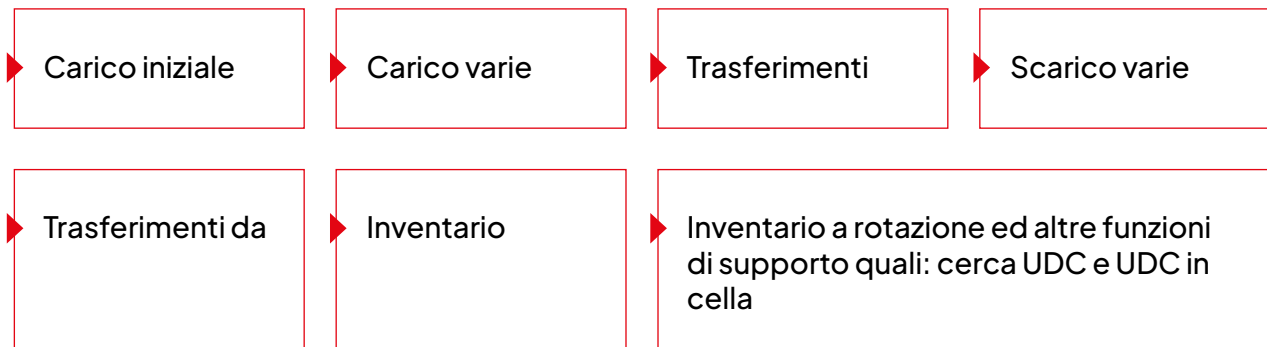 Carico iniziale
Carico varie
Trasferimenti
Scarico varie
Trasferimenti da
Inventario
Inventario a rotazione ed altre funzioni
di supporto quali: cerca UDC e UDC in
cella